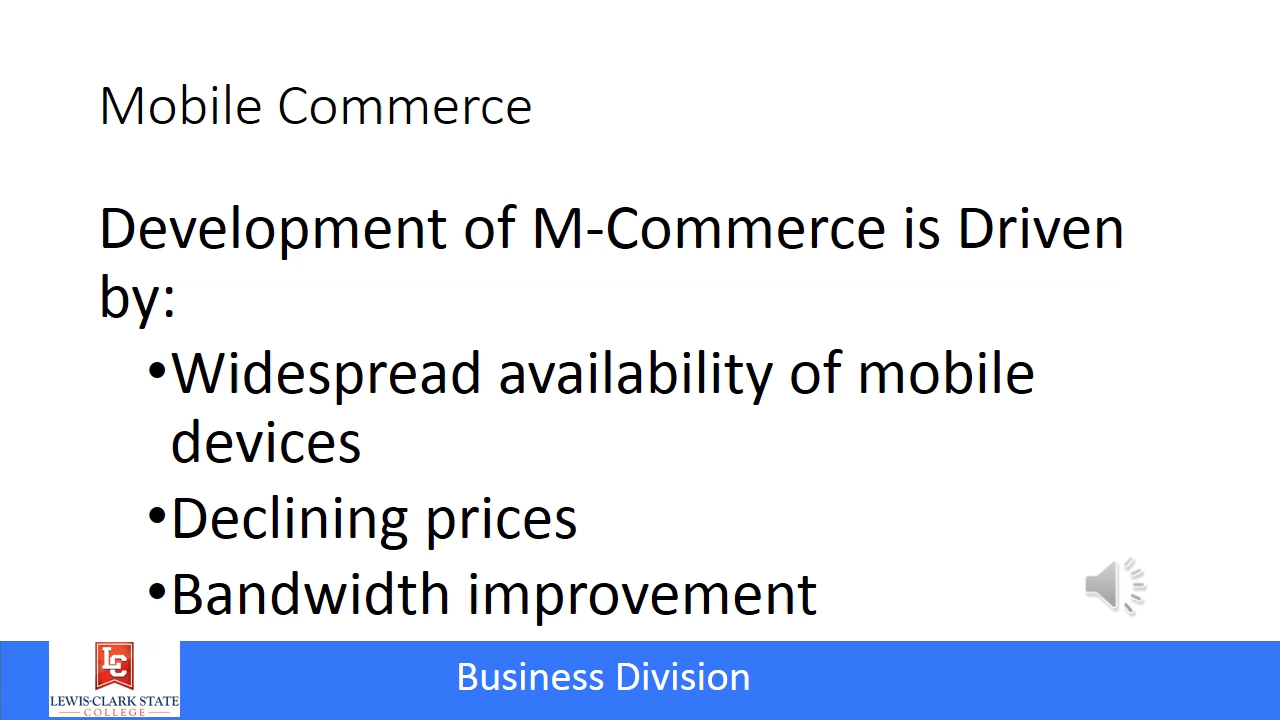 Mobile Commerce
Development of M-Commerce is Driven
by:
•Widespread availability of mobile
devices
•Declining prices
•Bandwidth improvement
LC
LEWIS-CLARK STATE
COLLEGE
Business Division